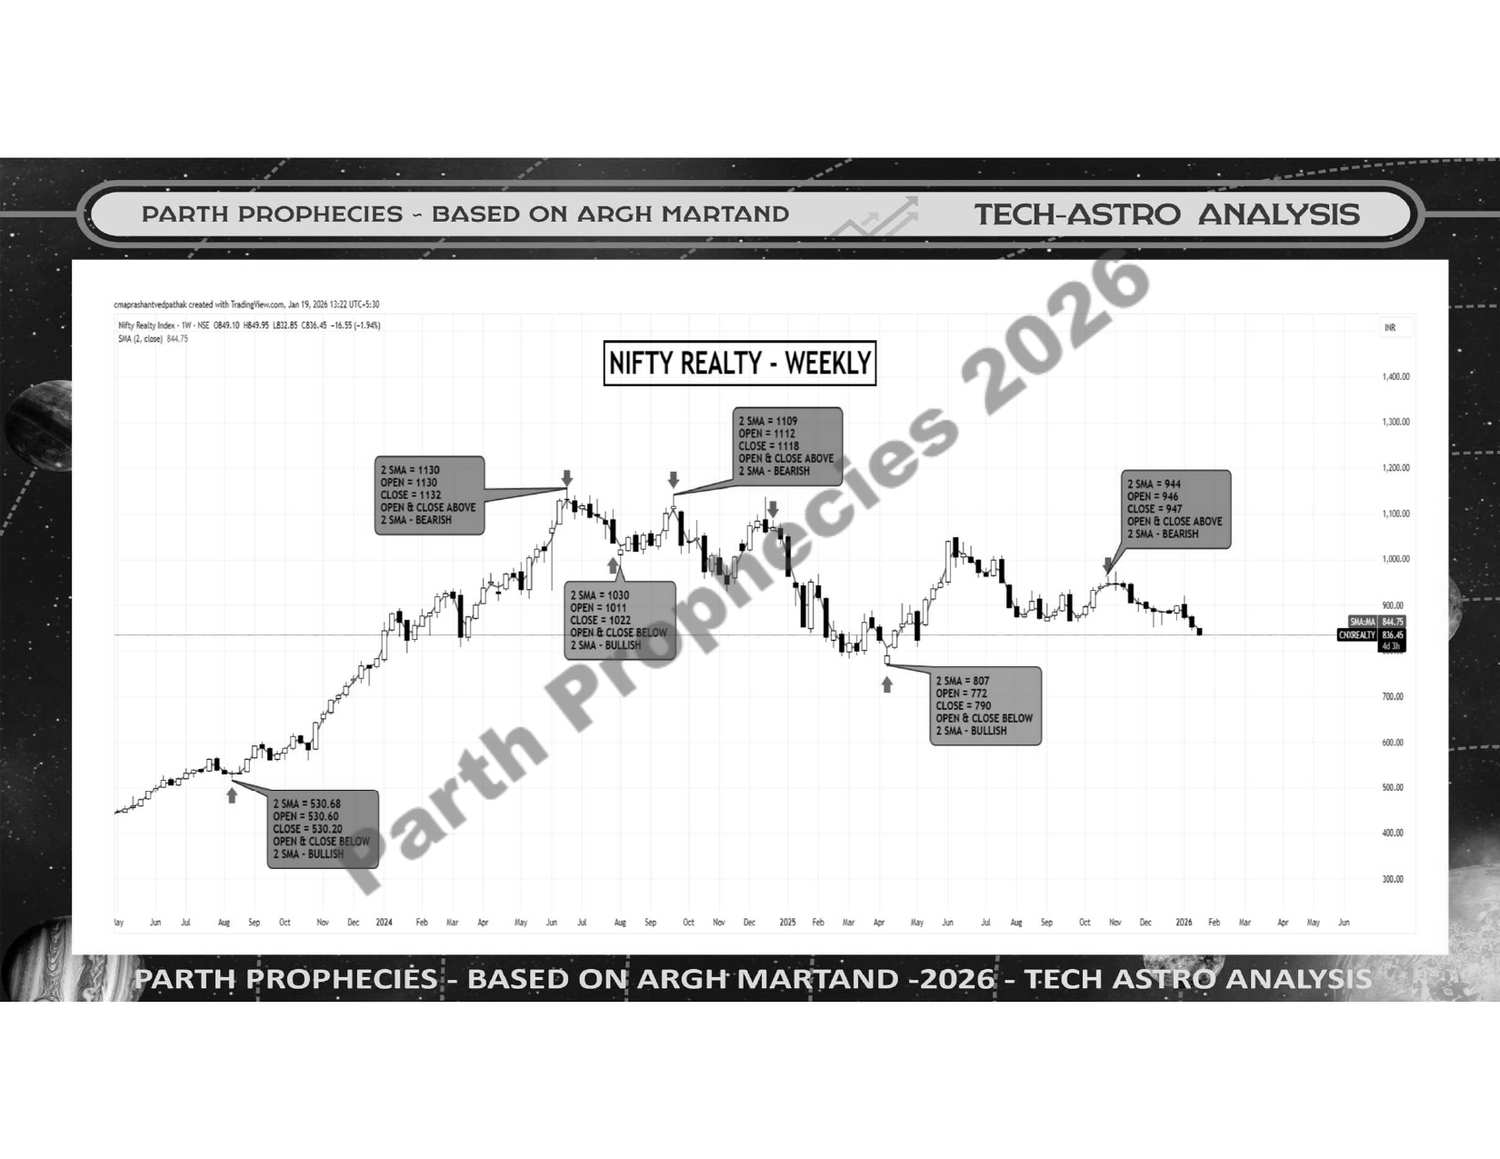 PARTH PROPHECIES ~ BASED ON ARGH MARTAND
TECH-ASTRO ANALYSIS
cmaprashantvedpathak created with TradingView.com, Jan 19, 2026 13:22 UTC+5:30
Nifty Realty Index · 1W · NSE O849.10 H849.95 L832.85 C836.45 −16.55 (−1.94%)
SMA (2, close) 844.75
INR
NIFTY REALTY - WEEKLY
Parth Prophecies 2026
2 SMA = 1130
OPEN = 1130
CLOSE = 1132
OPEN & CLOSE ABOVE
2 SMA - BEARISH
2 SMA = 1109
OPEN = 1112
CLOSE = 1118
OPEN & CLOSE ABOVE
2 SMA - BEARISH
2 SMA = 944
OPEN = 946
CLOSE = 947
OPEN & CLOSE ABOVE
2 SMA - BEARISH
2 SMA = 1030
OPEN = 1011
CLOSE = 1022
OPEN & CLOSE BELOW
2 SMA - BULLISH
2 SMA = 807
OPEN = 772
CLOSE = 790
OPEN & CLOSE BELOW
2 SMA - BULLISH
2 SMA = 530.68
OPEN = 530.60
CLOSE = 530.20
OPEN & CLOSE BELOW
2 SMA - BULLISH
1,400.00
1,300.00
1,200.00
1,100.00
1,000.00
900.00
SMA:MA 844.75
CNXREALTY 836.45
4d 3h
700.00
600.00
500.00
400.00
300.00
May Jun Jul Aug Sep Oct Nov Dec 2024 Feb Mar Apr May Jun Jul Aug Sep Oct Nov Dec 2025 Feb Mar Apr May Jun Jul Aug Sep Oct Nov Dec 2026 Feb Mar Apr May Jun
PARTH PROPHECIES - BASED ON ARGH MARTAND -2026 - TECH ASTRO ANALYSIS